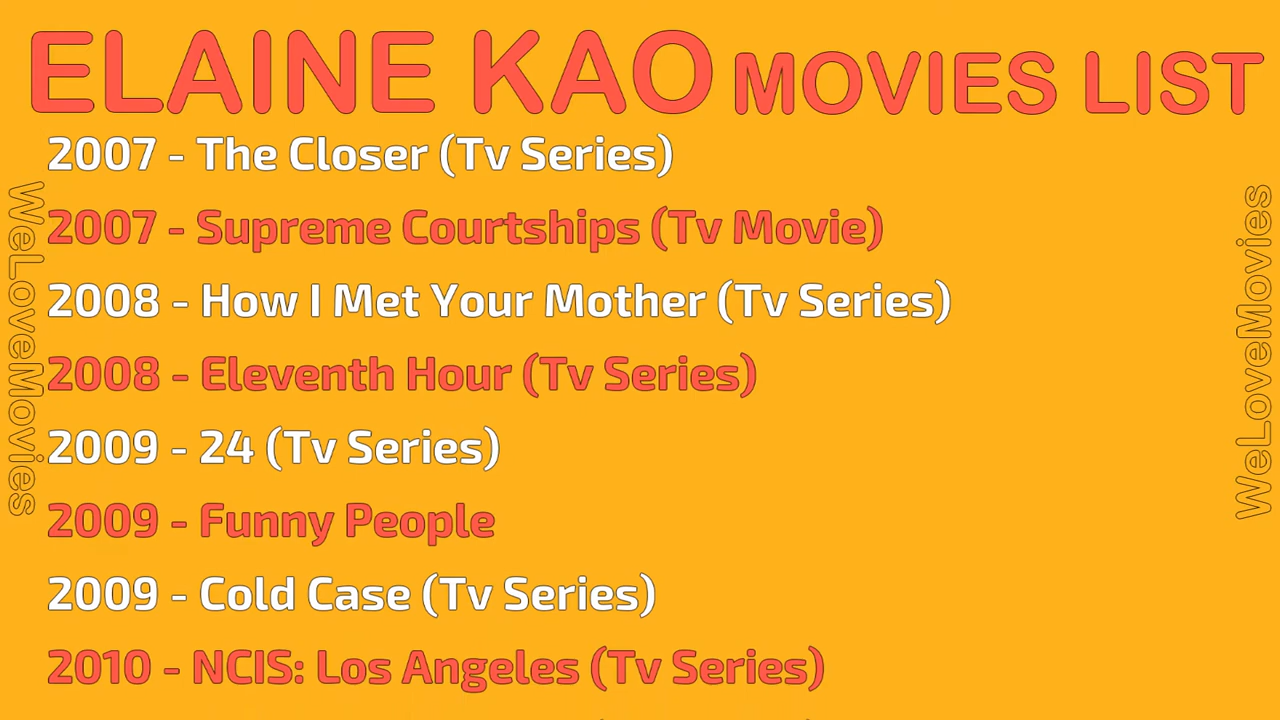 ELAINE KAO MOVIES LIST
2007 - The Closer (Tv Series)
2007 - Supreme Courtships (Tv Movie)
2008 - How I Met Your Mother (Tv Series)
2008 - Eleventh Hour (Tv Series)
2009 - 24 (Tv Series)
2009 - Funny People
2009 - Cold Case (Tv Series)
2010 - NCIS: Los Angeles (Tv Series)
WeLoveMovies
WeLoveMovies